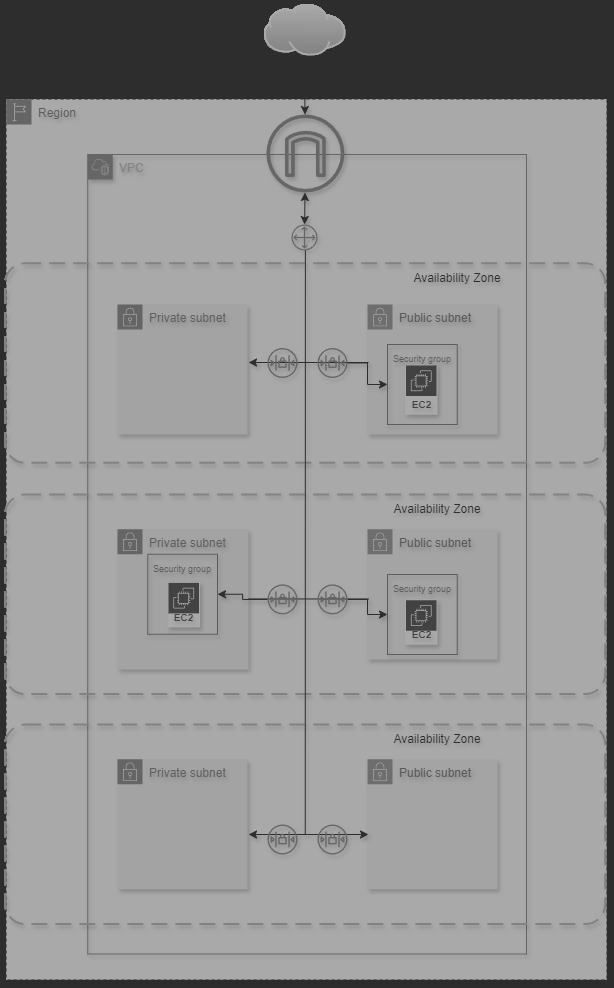 Region
VPC
Availability Zone
Private subnet
Public subnet
Security group
EC2
Availability Zone
Private subnet
Public subnet
Security group
EC2
Security group
EC2
Availability Zone
Private subnet
Public subnet